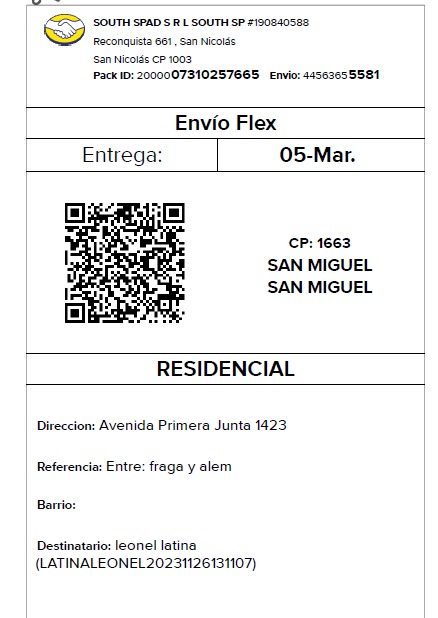 SOUTH SPAD S R L SOUTH SP #190840588
Reconquista 661 , San Nicolás
San Nicolás CP 1003
Pack ID: 2000007310257665 Envio: 44563655581
Envío Flex
Entrega: 05-Mar.
CP: 1663
SAN MIGUEL
SAN MIGUEL
RESIDENCIAL
Direccion: Avenida Primera Junta 1423
Referencia: Entre: fraga y alem
Barrio:
Destinatario: leonel latina
(LATINALEONEL20231126131107)